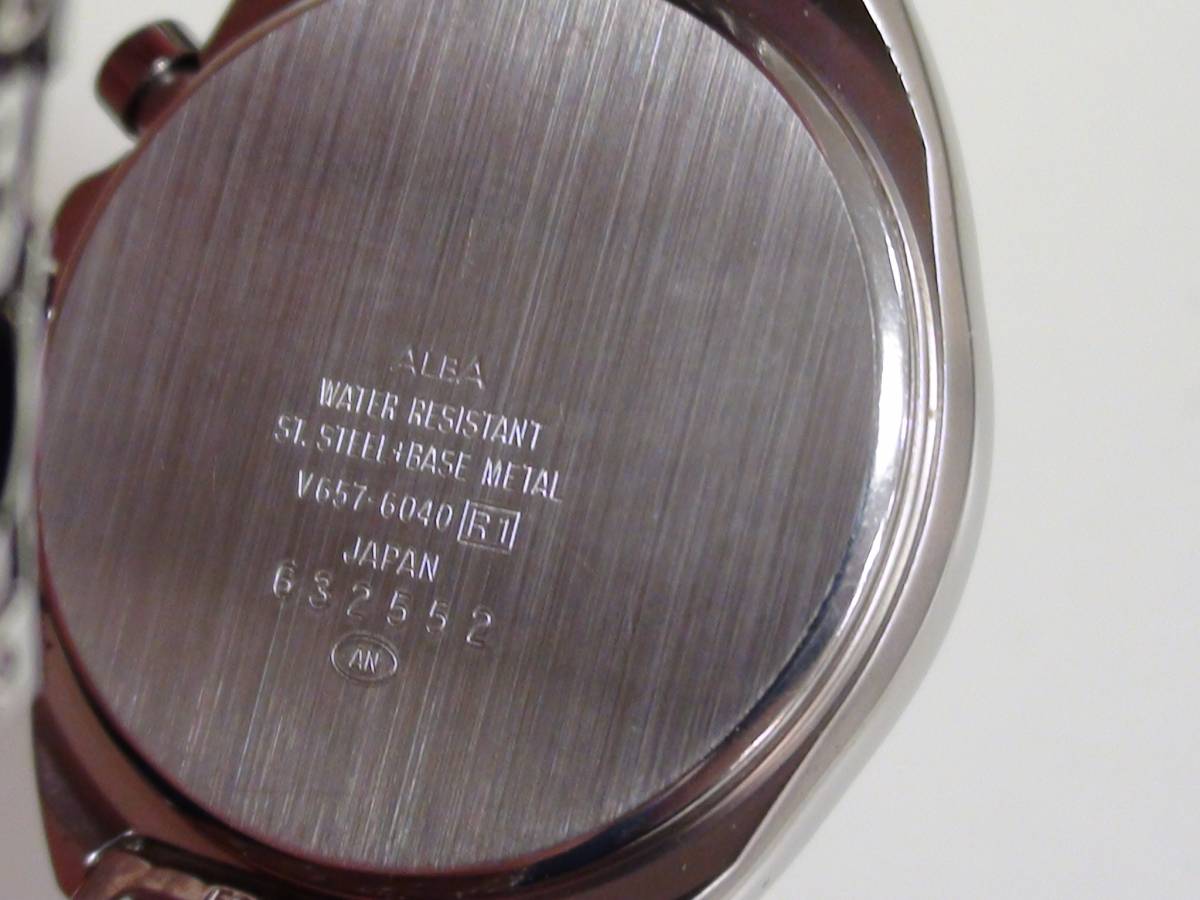 ALBA
WATER RESISTANT
ST. STEEL+BASE METAL
V657-6040 R1
JAPAN
632552
AN